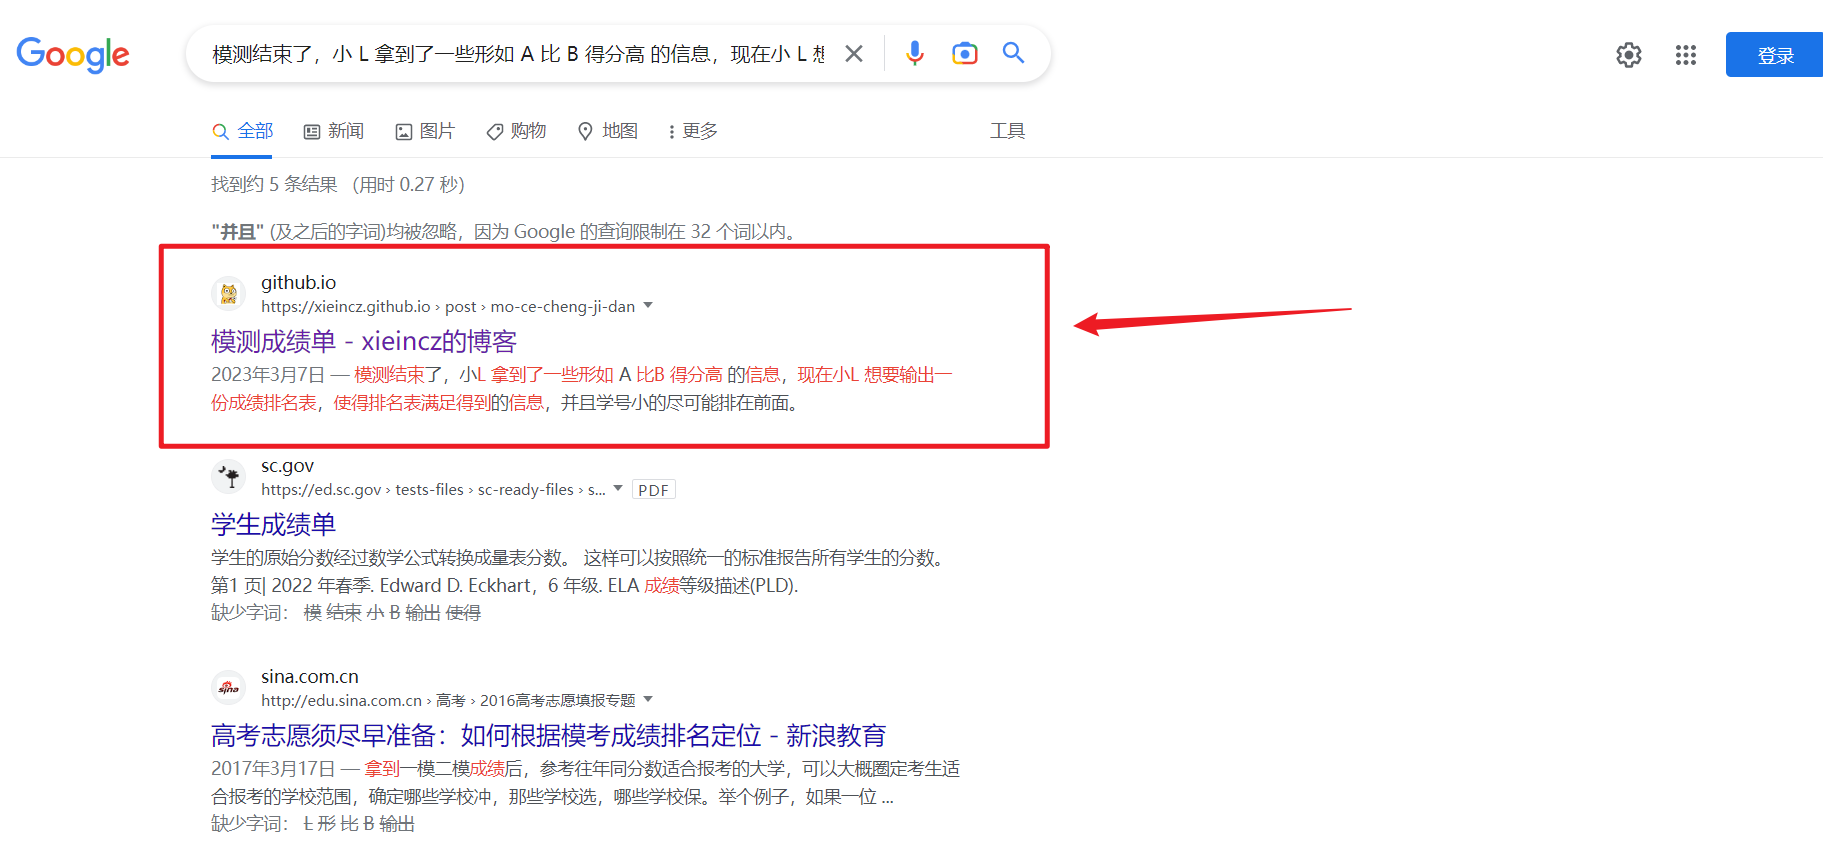 Google
模测结束了，小 L 拿到了一些形如 A 比 B 得分高 的信息，现在小 L 想
登录
全部 新闻 图片 购物 地图 更多 工具
找到约 5 条结果 （用时 0.27 秒）
"并且" (及之后的字词)均被忽略，因为 Google 的查询限制在 32 个词以内。
github.io
https://xieincz.github.io › post › mo-ce-cheng-ji-dan
模测成绩单 - xieincz的博客
2023年3月7日 — 模测结束了，小L 拿到了一些形如 A 比B 得分高 的信息，现在小L 想要输出一
份成绩排名表，使得排名表满足得到的信息，并且学号小的尽可能排在前面。
sc.gov
https://ed.sc.gov › tests-files › sc-ready-files › s... PDF
学生成绩单
学生的原始分数经过数学公式转换成量表分数。 这样可以按照统一的标准报告所有学生的分数。
第1 页| 2022 年春季. Edward D. Eckhart，6 年级. ELA 成绩等级描述(PLD).
缺少字词： 模 结束 小 B 输出 使得
sina
sina.com.cn
http://edu.sina.com.cn › 高考 › 2016高考志愿填报专题
高考志愿须尽早准备：如何根据模考成绩排名定位 - 新浪教育
2017年3月17日 — 拿到一模二模成绩后，参考往年同分数适合报考的大学，可以大概圈定考生适
合报考的学校范围，确定哪些学校冲，那些学校选，哪些学校保。举个例子，如果一位 ...
缺少字词： L 形 比 B 输出